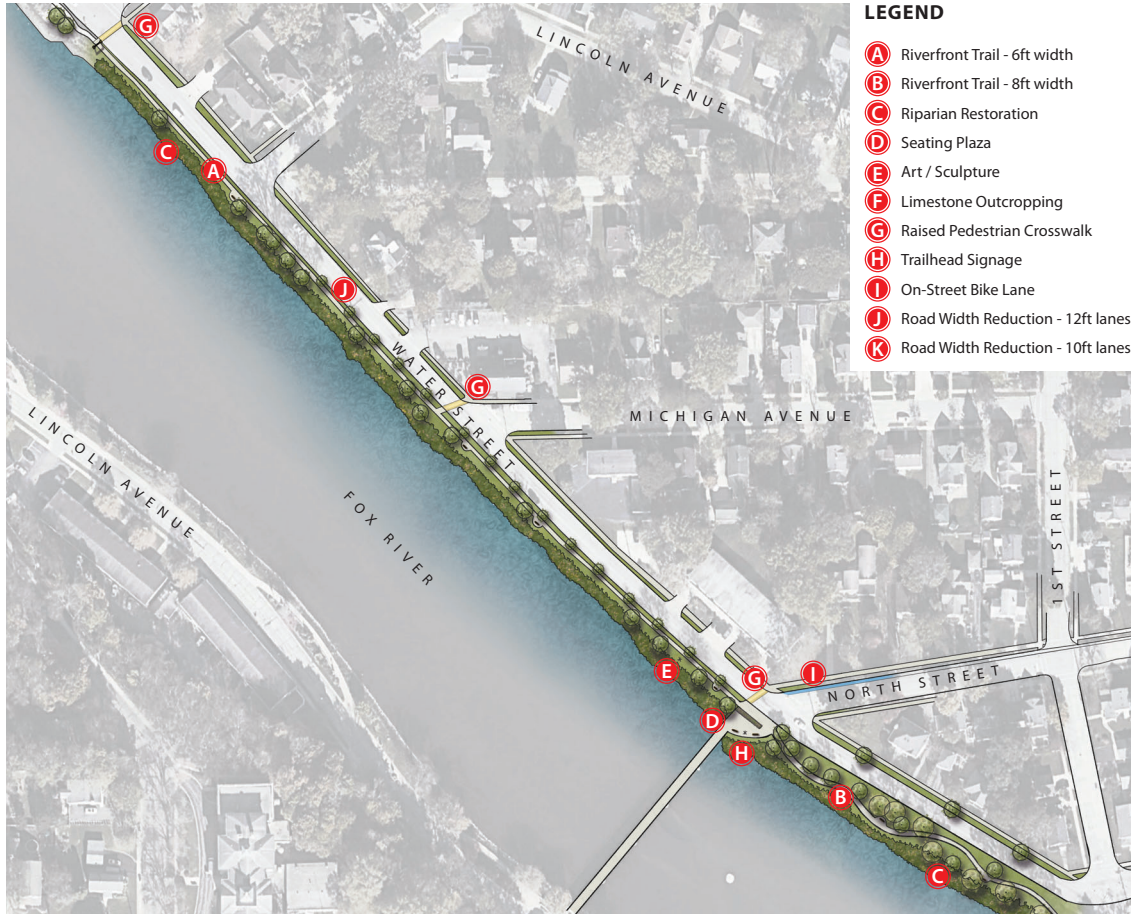 LEGEND
A Riverfront Trail - 6ft width
B Riverfront Trail - 8ft width
C Riparian Restoration
D Seating Plaza
E Art / Sculpture
F Limestone Outcropping
G Raised Pedestrian Crosswalk
H Trailhead Signage
I On-Street Bike Lane
J Road Width Reduction - 12ft lanes
K Road Width Reduction - 10ft lanes
G
LINCOLN AVENUE
C
A
J
WATER STREET
G
MICHIGAN AVENUE
LINCOLN AVENUE
FOX RIVER
1ST STREET
E
G
I
NORTH STREET
D
H
B
C